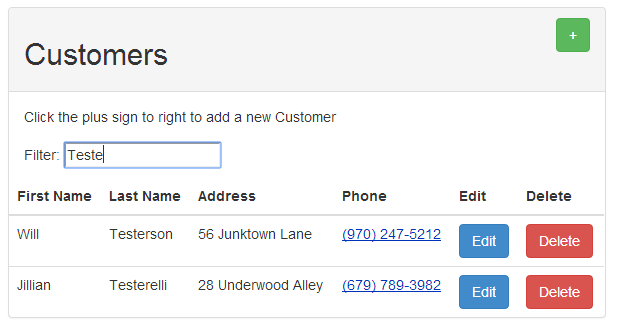 Customers
+
Click the plus sign to right to add a new Customer
Filter: Teste
First Name Last Name Address Phone Edit Delete
Will Testerson 56 Junktown Lane (970) 247-5212 Edit Delete
Jillian Testerelli 28 Underwood Alley (679) 789-3982 Edit Delete